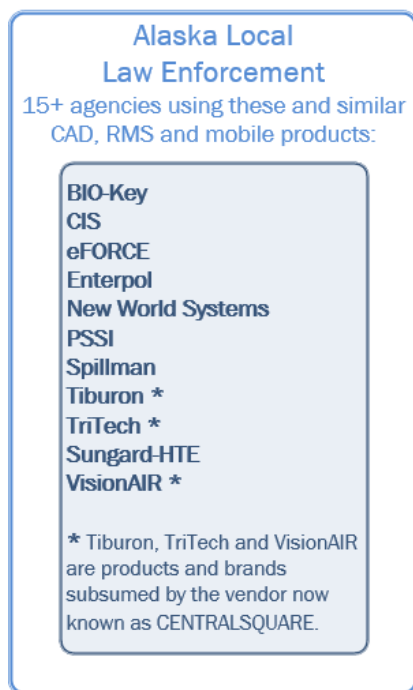 Alaska Local
Law Enforcement
15+ agencies using these and similar
CAD, RMS and mobile products:
BIO-Key
CIS
eFORCE
Enterpol
New World Systems
PSSI
Spillman
Tiburon *
TriTech *
Sungard-HTE
VisionAIR *
* Tiburon, TriTech and VisionAIR
are products and brands
subsumed by the vendor now
known as CENTRALSQUARE.